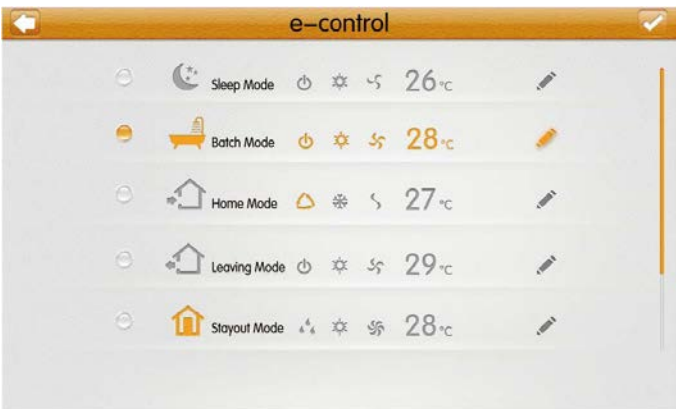 e-control
Sleep Mode 26°C
Batch Mode 28°C
Home Mode 27°C
Leaving Mode 29°C
Stayout Mode 28°C